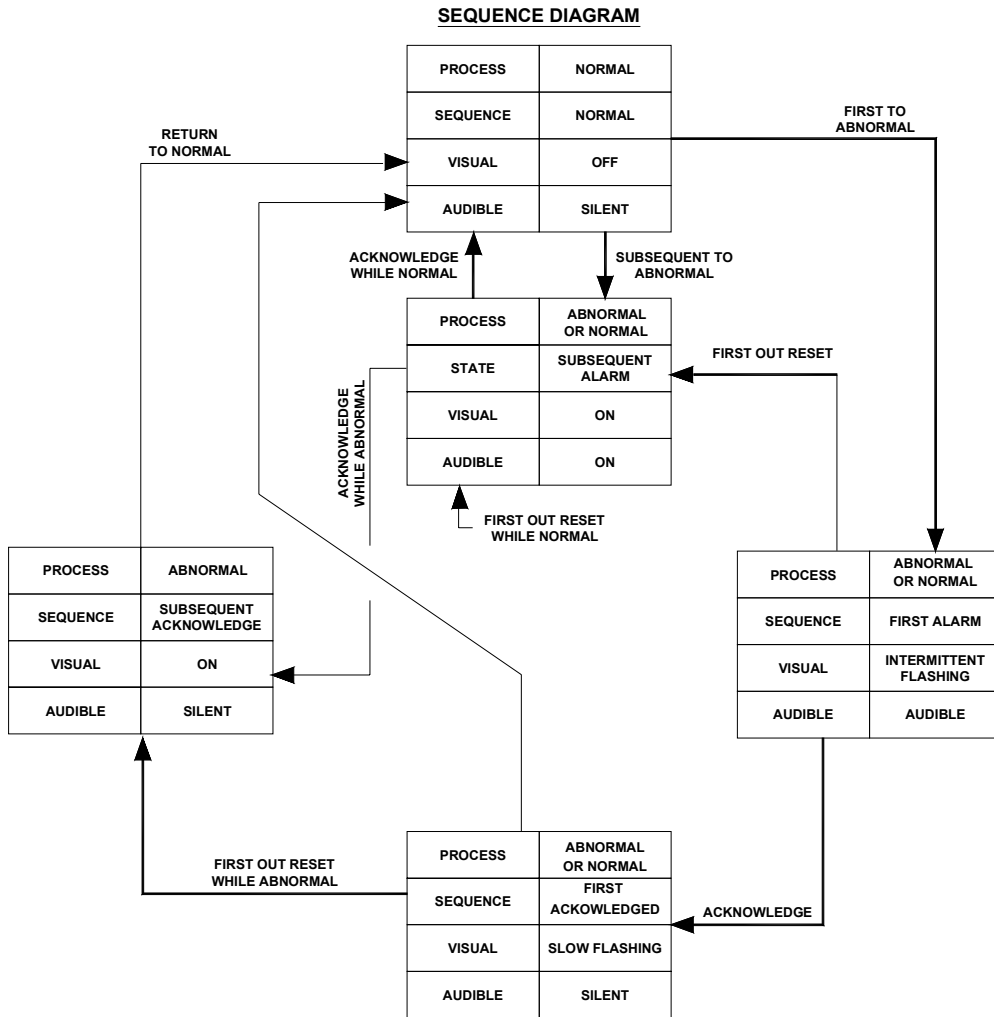 SEQUENCE DIAGRAM
PROCESS NORMAL
SEQUENCE NORMAL
VISUAL OFF
AUDIBLE SILENT
FIRST TO
ABNORMAL
RETURN
TO NORMAL
ACKNOWLEDGE
WHILE NORMAL
SUBSEQUENT TO
ABNORMAL
PROCESS ABNORMAL
OR NORMAL
STATE SUBSEQUENT
ALARM
VISUAL ON
AUDIBLE ON
FIRST OUT RESET
ACKNOWLEDGE
WHILE ABNORMAL
FIRST OUT RESET
WHILE NORMAL
PROCESS ABNORMAL
SEQUENCE SUBSEQUENT
ACKNOWLEDGE
VISUAL ON
AUDIBLE SILENT
PROCESS ABNORMAL
OR NORMAL
SEQUENCE FIRST ALARM
VISUAL INTERMITTENT
FLASHING
AUDIBLE AUDIBLE
FIRST OUT RESET
WHILE ABNORMAL
PROCESS ABNORMAL
OR NORMAL
SEQUENCE FIRST
ACKOWLEDGED
VISUAL SLOW FLASHING
AUDIBLE SILENT
ACKNOWLEDGE